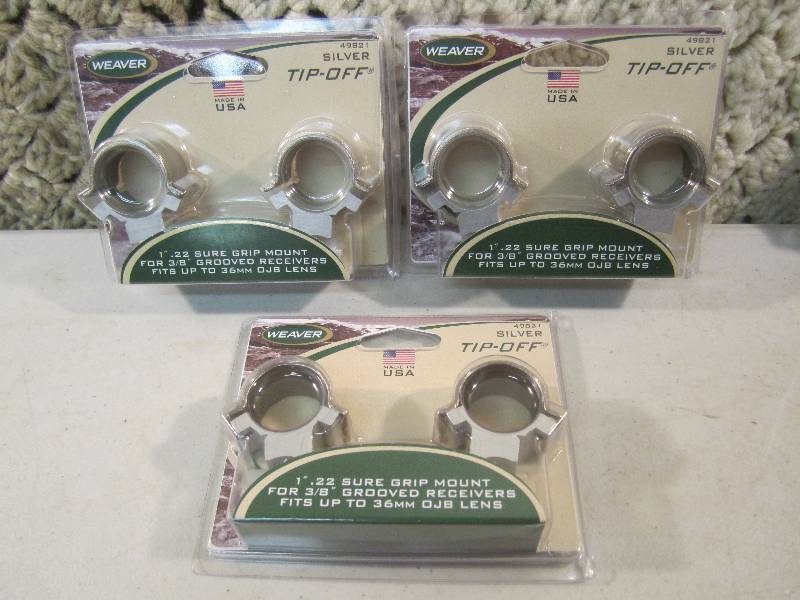 WEAVER
49821
SILVER
TIP-OFF®
MADE IN
USA
1" .22 SURE GRIP MOUNT
FOR 3/8" GROOVED RECEIVERS
FITS UP TO 36MM OJB LENS
WEAVER
49821
SILVER
TIP-OFF®
MADE IN
USA
1" .22 SURE GRIP MOUNT
FOR 3/8" GROOVED RECEIVERS
FITS UP TO 36MM OJB LENS
WEAVER
49821
SILVER
TIP-OFF®
MADE IN
USA
1" .22 SURE GRIP MOUNT
FOR 3/8" GROOVED RECEIVERS
FITS UP TO 36MM OJB LENS